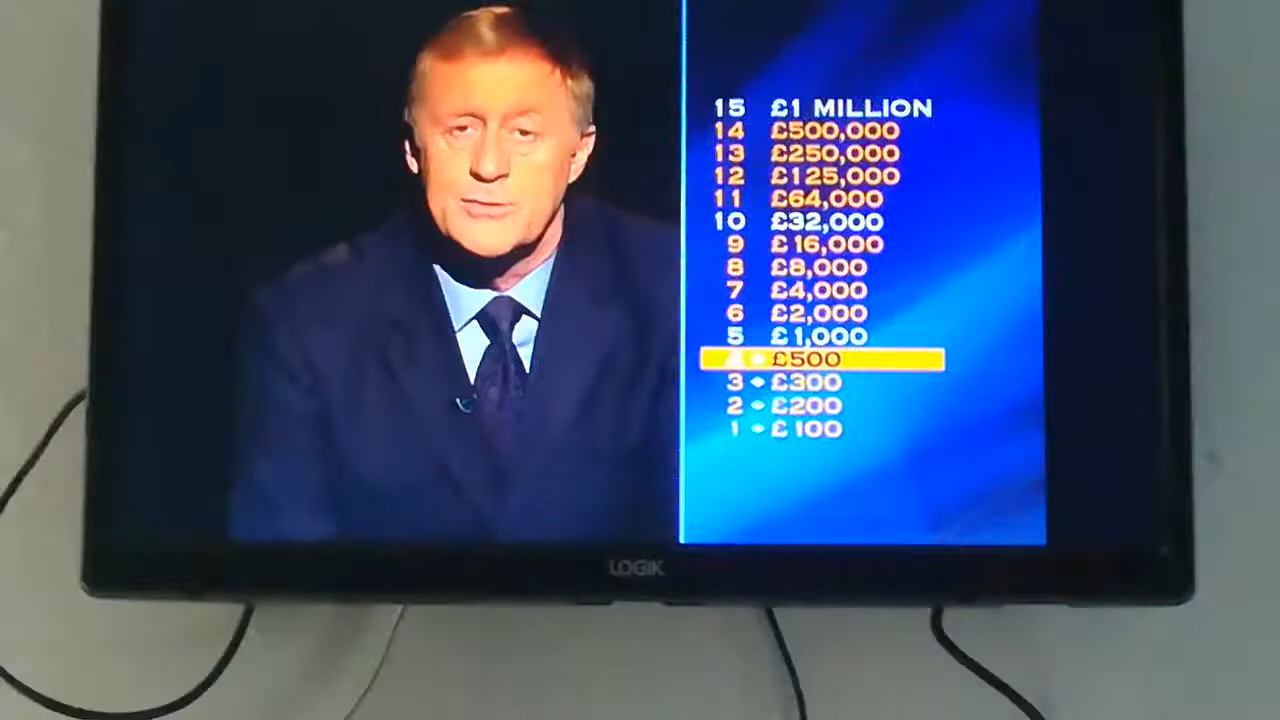 15 £1 MILLION
14 £500,000
13 £250,000
12 £125,000
11 £64,000
10 £32,000
9 £16,000
8 £8,000
7 £4,000
6 £2,000
5 £1,000
4 ♦ £500
3 ♦ £300
2 ♦ £200
1 ♦ £100
LOGIK